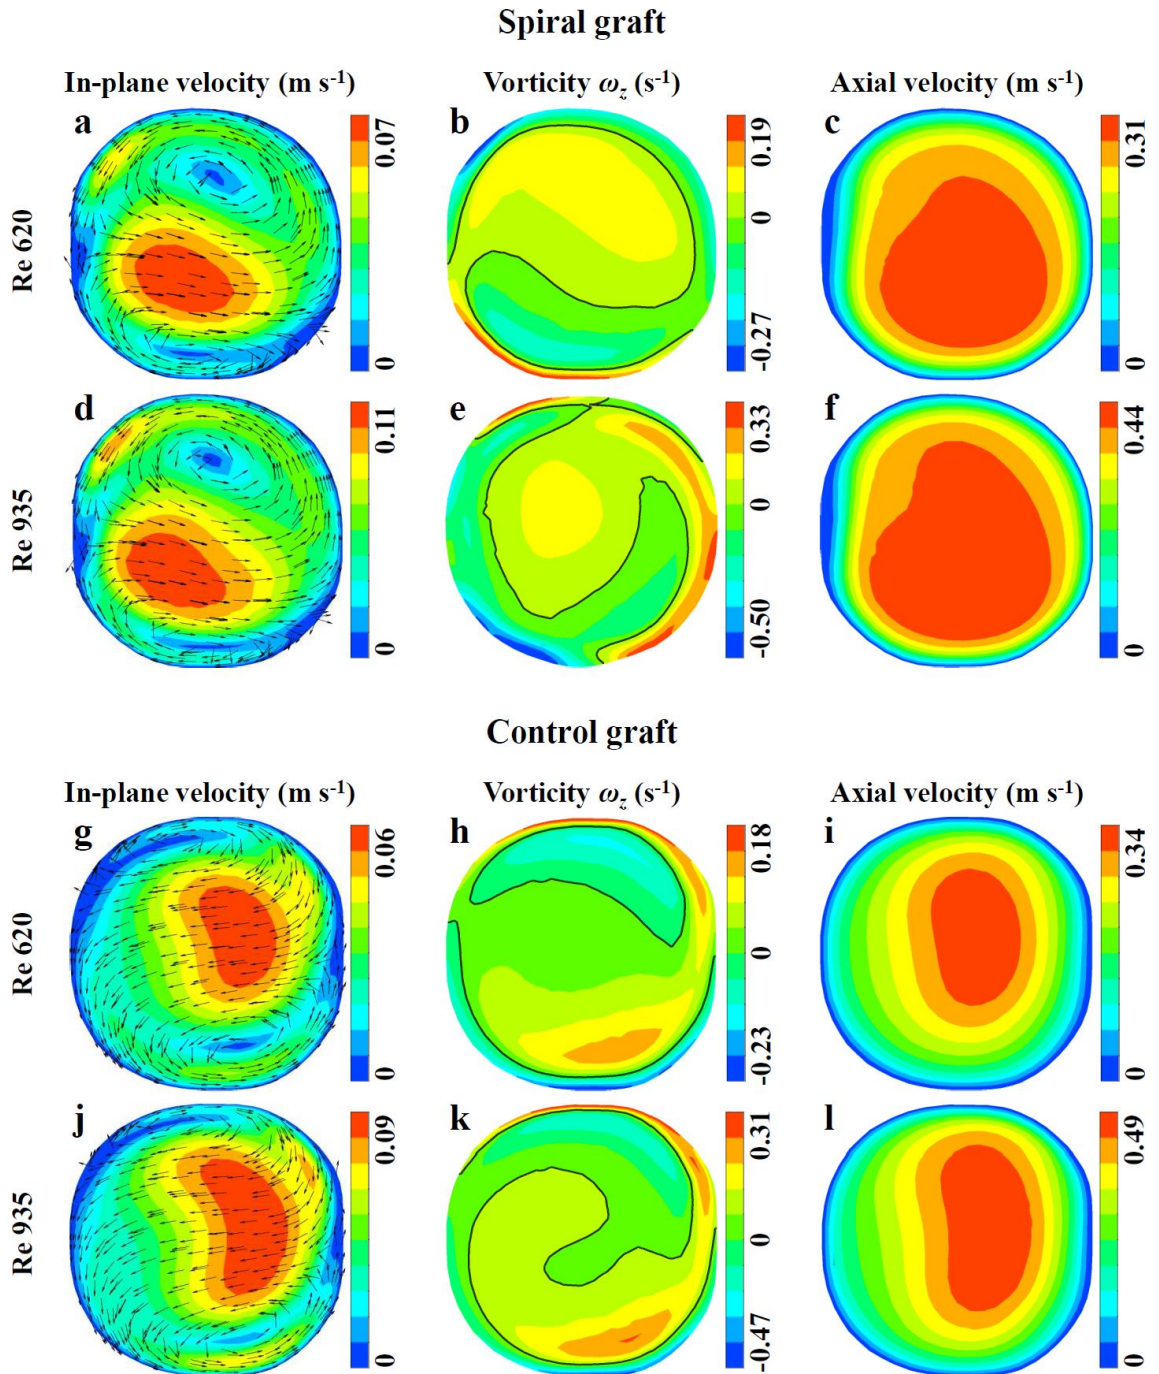 Spiral graft
In-plane velocity (m s⁻¹)
Vorticity ω_z (s⁻¹)
Axial velocity (m s⁻¹)
Re 620
a
0.07
0
b
0.19
0
-0.27
c
0.31
0
Re 935
d
0.11
0
e
0.33
0
-0.50
f
0.44
0
Control graft
In-plane velocity (m s⁻¹)
Vorticity ω_z (s⁻¹)
Axial velocity (m s⁻¹)
Re 620
g
0.06
0
h
0.18
0
-0.23
i
0.34
0
Re 935
j
0.09
0
k
0.31
0
-0.47
l
0.49
0